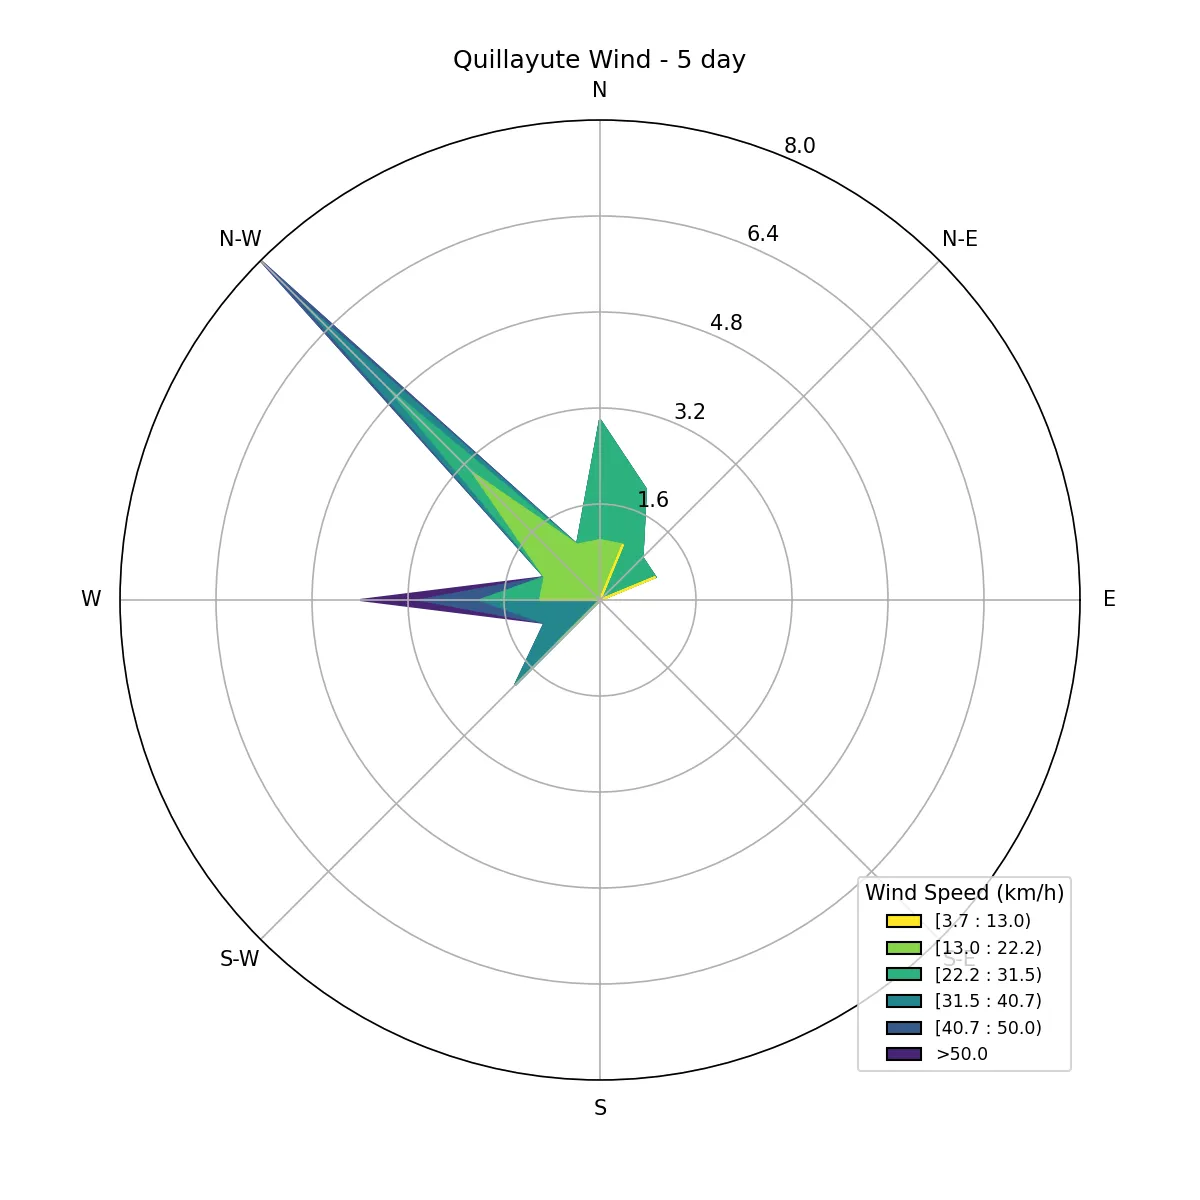 Quillayute Wind - 5 day
N
8.0
6.4
N-W
N-E
4.8
3.2
1.6
W
E
Wind Speed (km/h)
[3.7 : 13.0)
[13.0 : 22.2)
[22.2 : 31.5)
[31.5 : 40.7)
[40.7 : 50.0)
>50.0
S-W
S-E
S